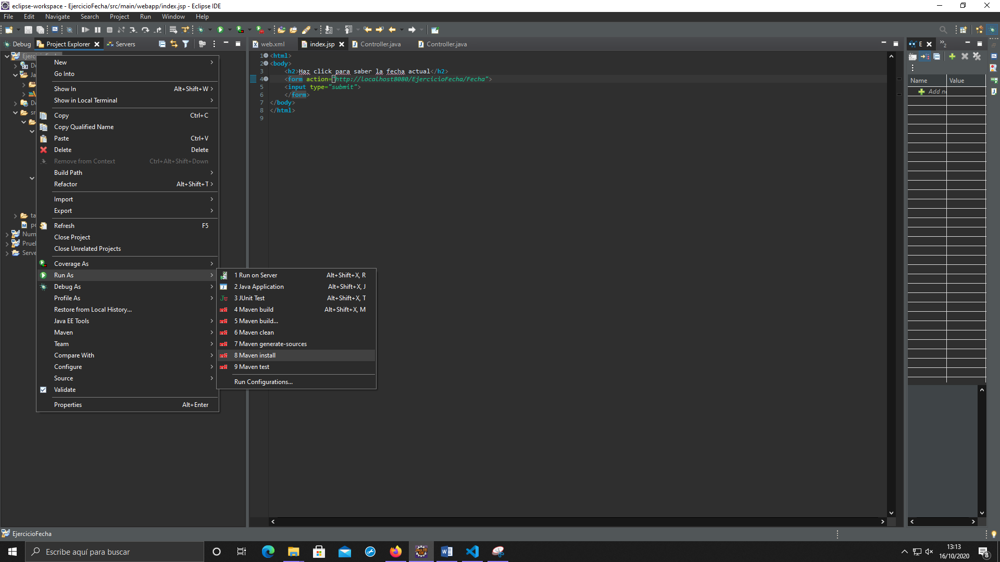 eclipse-workspace - EjercicioFecha/src/main/webapp/index.jsp - Eclipse IDE
File Edit Navigate Search Project Run Window Help
Debug Project Explorer Servers
web.xml index.jsp Controller.java Controller.java
E 2
New
Go Into
Show In Alt+Shift+W
Show in Local Terminal
Copy Ctrl+C
Copy Qualified Name
Paste Ctrl+V
Delete Delete
Remove from Context Ctrl+Alt+Shift+Down
Build Path
Refactor Alt+Shift+T
Import
Export
Refresh F5
Close Project
Close Unrelated Projects
Coverage As
Run As
Debug As
Profile As
Restore from Local History...
Java EE Tools
Maven
Team
Compare With
Configure
Source
Validate
Properties Alt+Enter
1 Run on Server Alt+Shift+X, R
2 Java Application Alt+Shift+X, J
3 JUnit Test Alt+Shift+X, T
4 Maven build Alt+Shift+X, M
5 Maven build...
6 Maven clean
7 Maven generate-sources
8 Maven install
9 Maven test
Run Configurations...
1 <html>
2 <body>
3 <h2>Haz click para saber la fecha actual</h2>
4 <form action="http://localhost8080/EjercicioFecha/Fecha">
5 <input type="submit">
6 </form>
7 </body>
8 </html>
9
Name Value
Add
EjercicioFecha
Escribe aquí para buscar
13:13
16/10/2020
8